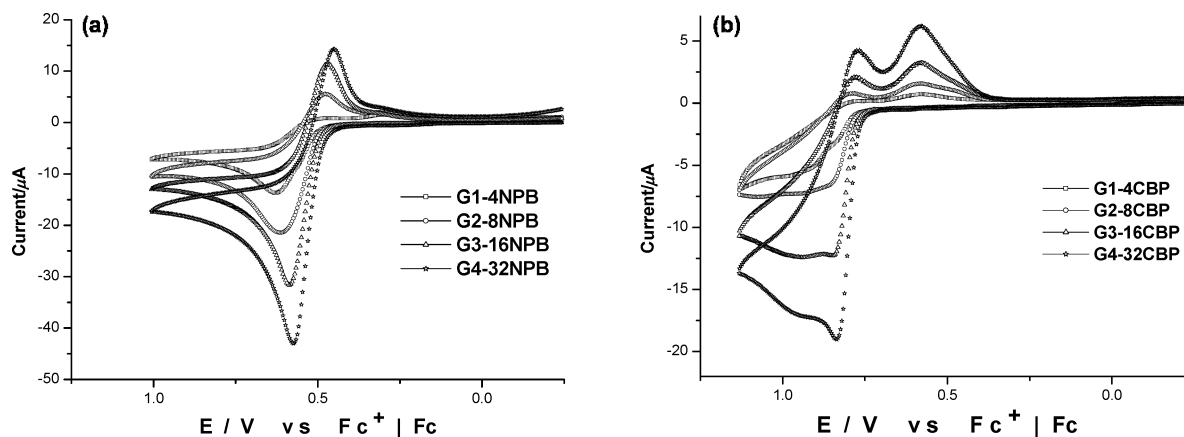 (a)
20
10
0
-10
-20
-30
-40
-50
Current/μA
1.0
0.5
0.0
E / V vs Fc⁺ | Fc
G1-4NPB
G2-8NPB
G3-16NPB
G4-32NPB
(b)
5
0
-5
-10
-15
-20
Current/μA
1.0
0.5
0.0
E / V vs Fc⁺ | Fc
G1-4CBP
G2-8CBP
G3-16CBP
G4-32CBP